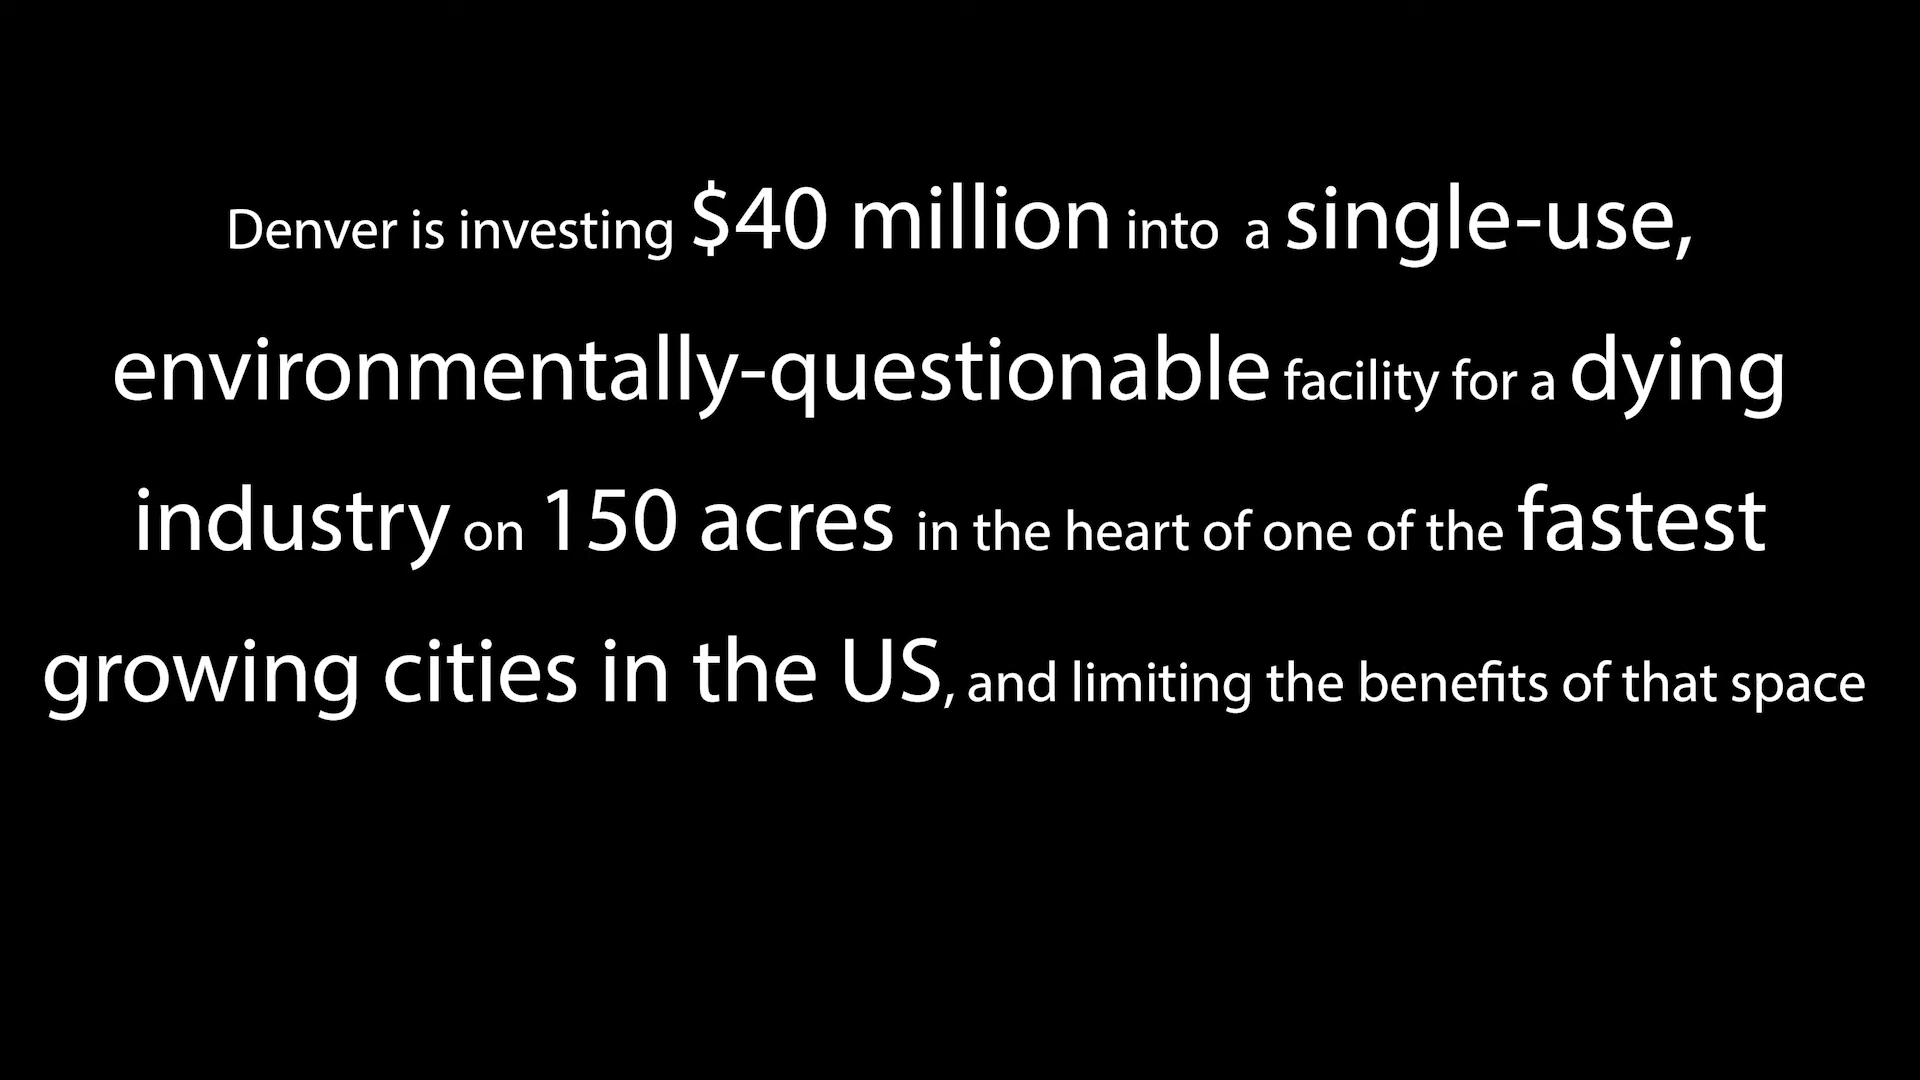 Denver is investing $40 million into a single-use,
environmentally-questionable facility for a dying
industry on 150 acres in the heart of one of the fastest
growing cities in the US, and limiting the benefits of that space